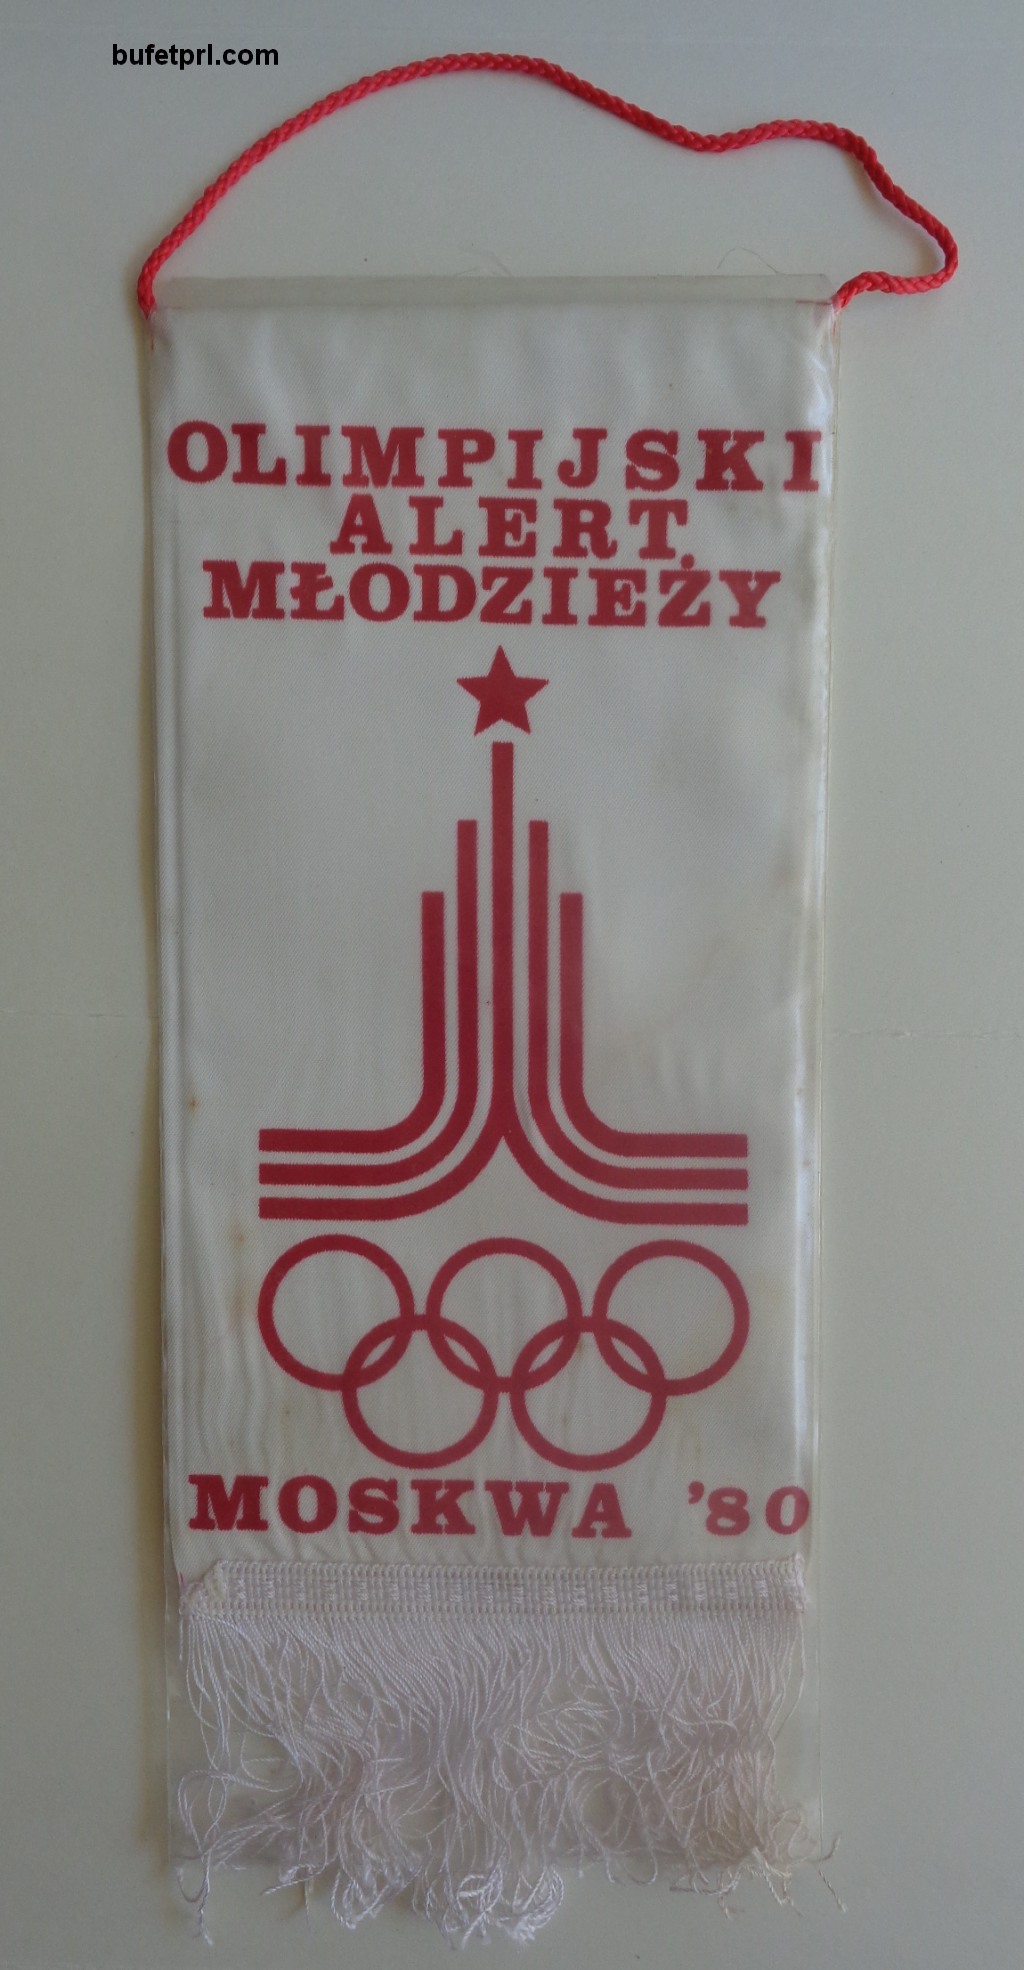 bufetprl.com
OLIMPIJSKI
ALERT
MŁODZIEŻY
MOSKWA '80